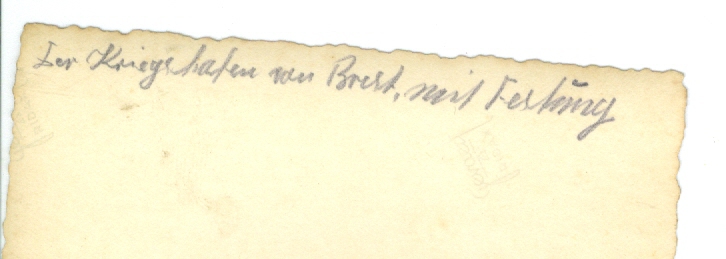 Der Kriegshafen von Brest, mit Festung